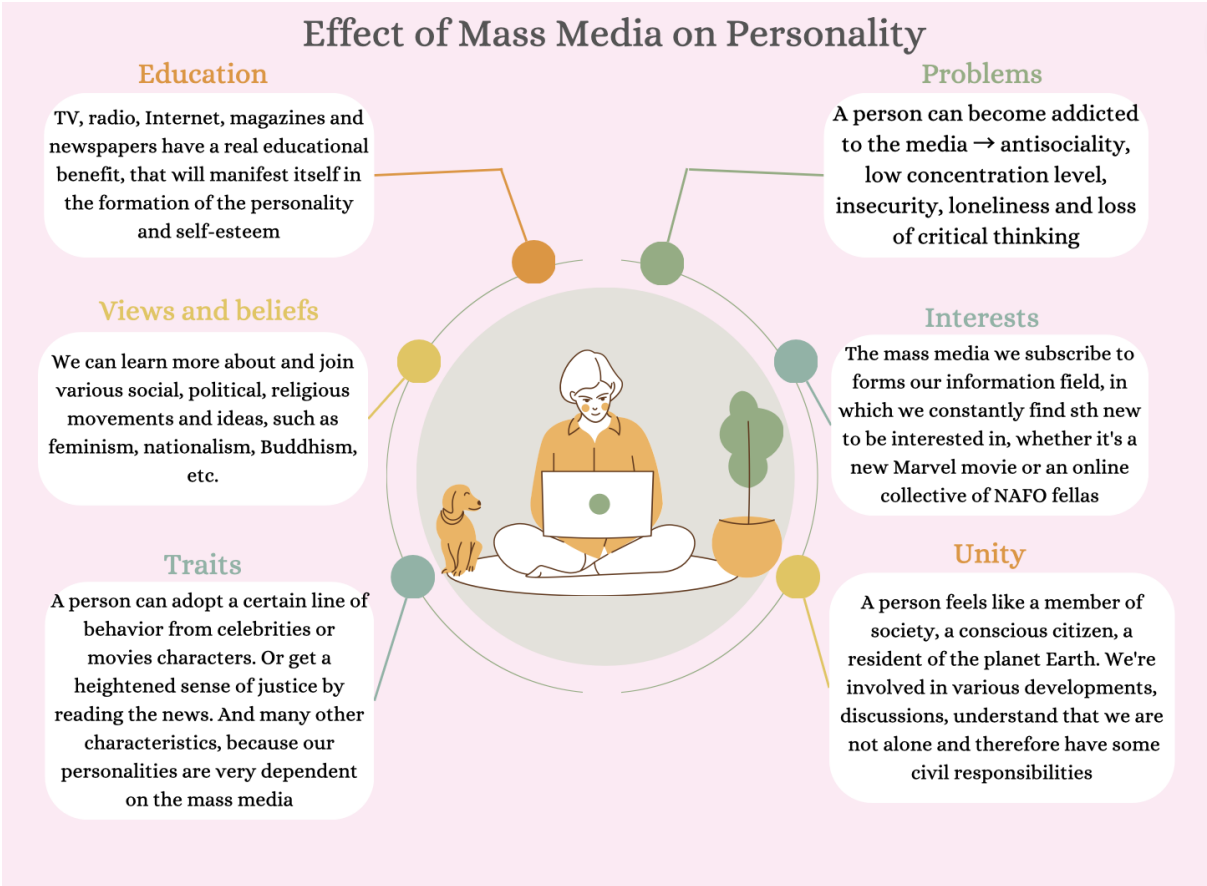 Effect of Mass Media on Personality
Education
TV, radio, Internet, magazines and
newspapers have a real educational
benefit, that will manifest itself in
the formation of the personality
and self-esteem
Views and beliefs
We can learn more about and join
various social, political, religious
movements and ideas, such as
feminism, nationalism, Buddhism,
etc.
Traits
A person can adopt a certain line of
behavior from celebrities or
movies characters. Or get a
heightened sense of justice by
reading the news. And many other
characteristics, because our
personalities are very dependent
on the mass media
Problems
A person can become addicted
to the media → antisociality,
low concentration level,
insecurity, loneliness and loss
of critical thinking
Interests
The mass media we subscribe to
forms our information field, in
which we constantly find sth new
to be interested in, whether it's a
new Marvel movie or an online
collective of NAFO fellas
Unity
A person feels like a member of
society, a conscious citizen, a
resident of the planet Earth. We're
involved in various developments,
discussions, understand that we are
not alone and therefore have some
civil responsibilities